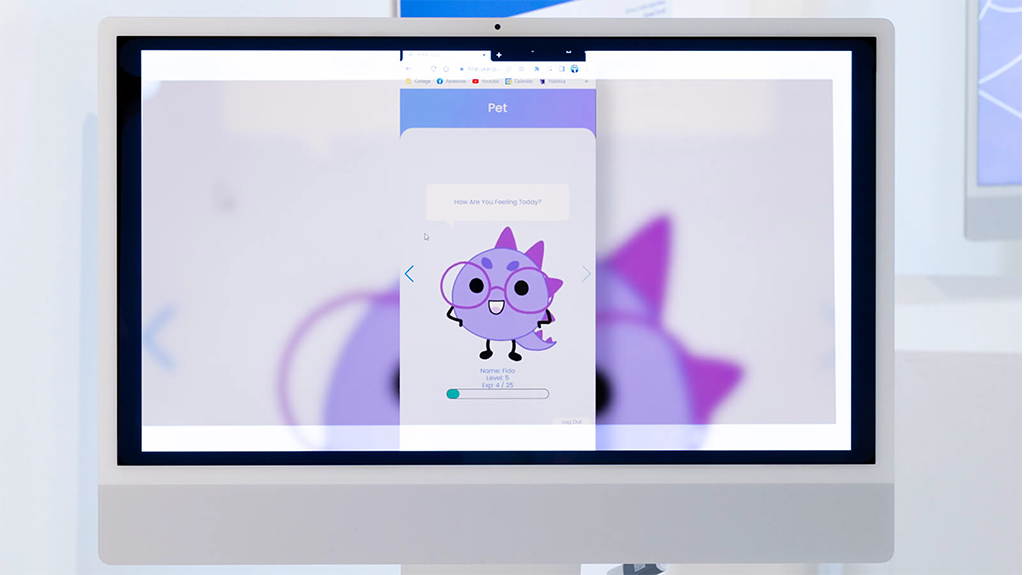 College Facebook Youtube Calendar
Pet
How Are You Feeling Today?
Name: Fido
Level: 5
Exp: 4 / 25
Log Out